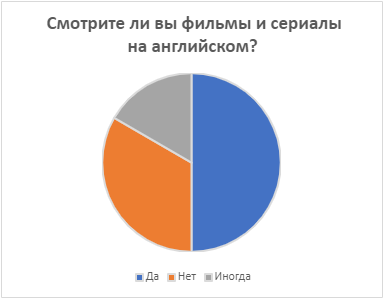 Смотрите ли вы фильмы и сериалы
на английском?
Да Нет Иногда